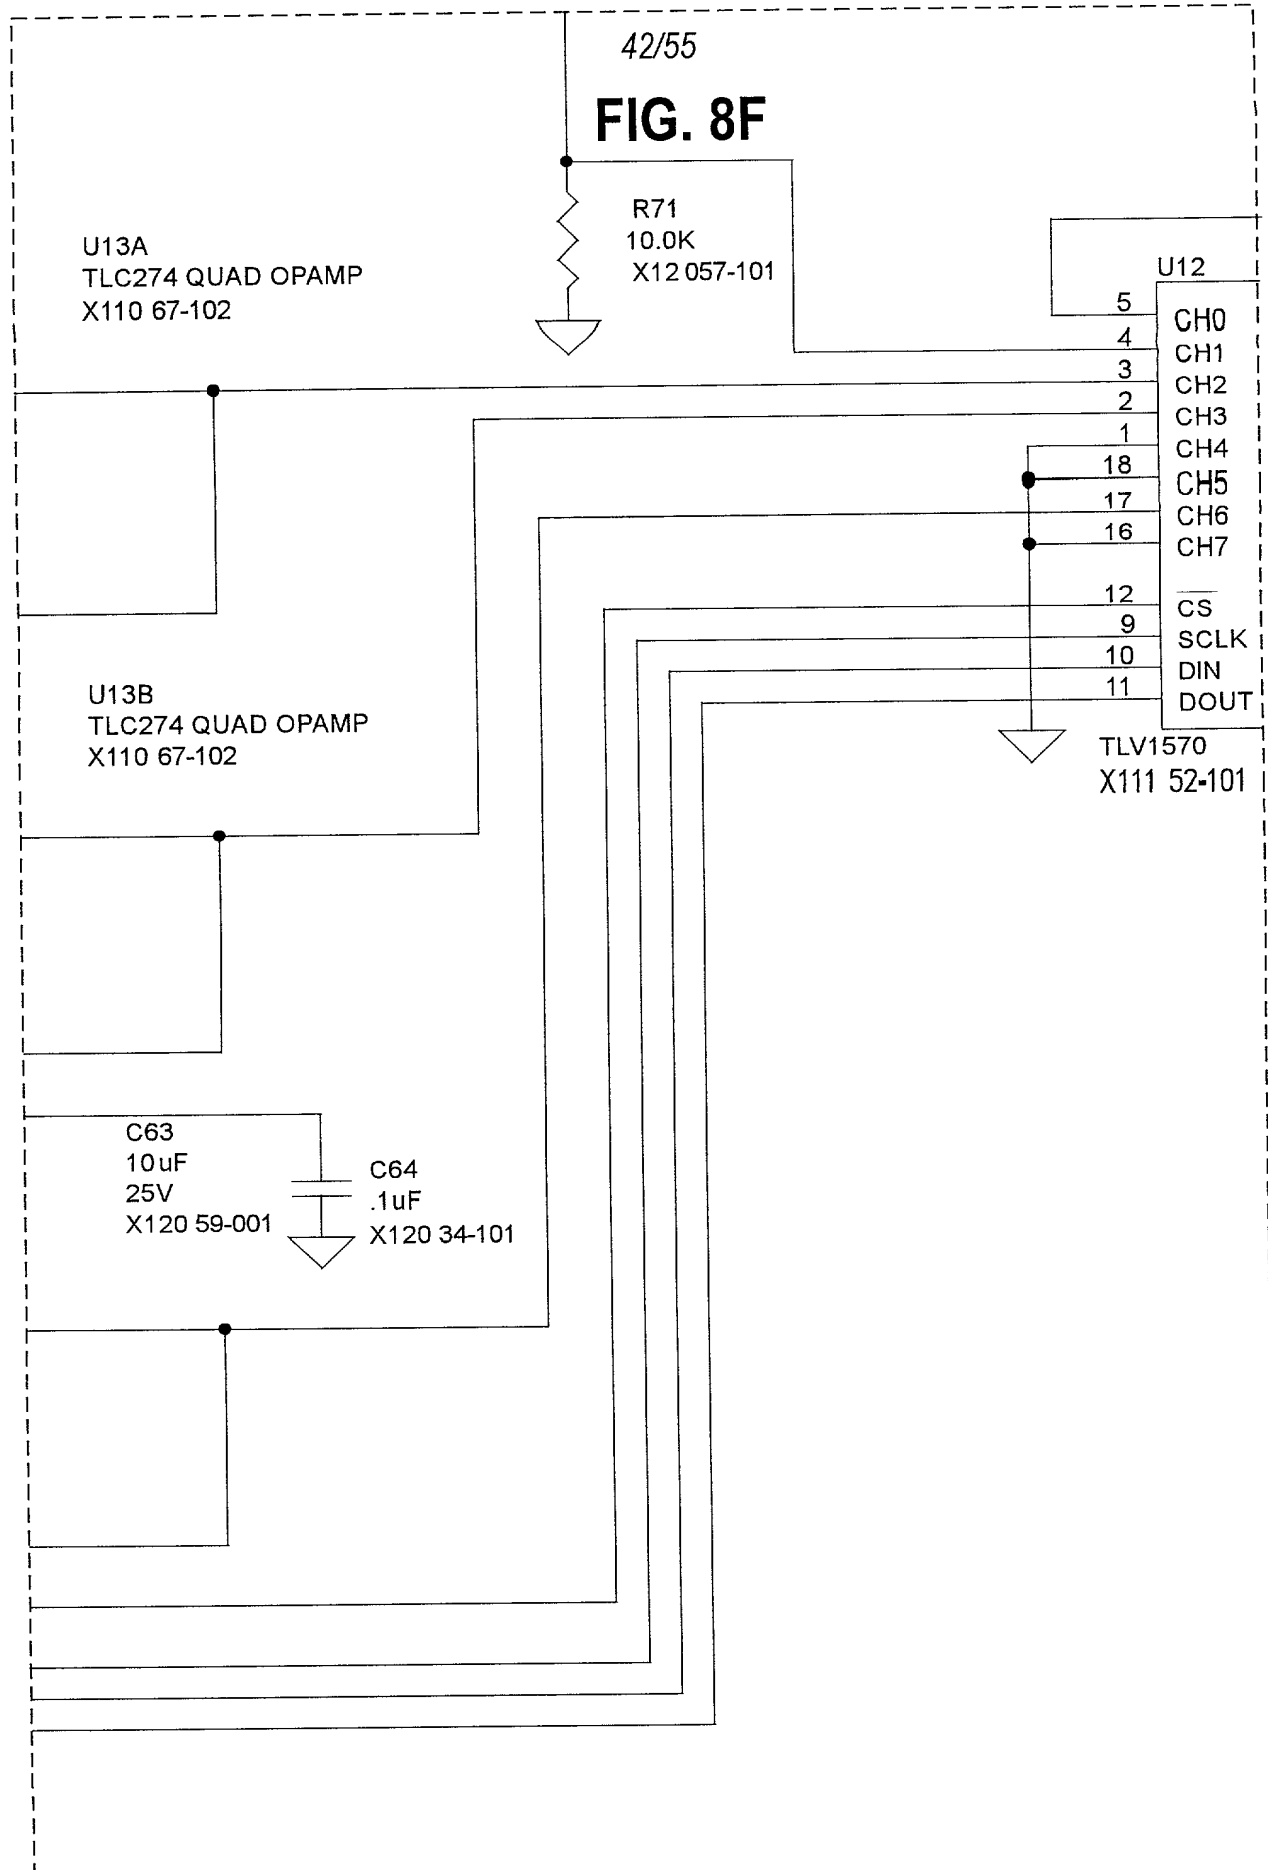 42/55
FIG. 8F
R71
10.0K
X12 057-101
U13A
TLC274 QUAD OPAMP
X110 67-102
U12
5 CH0
4 CH1
3 CH2
2 CH3
1 CH4
18 CH5
17 CH6
16 CH7
12 CS
9 SCLK
10 DIN
11 DOUT
TLV1570
X111 52-101
U13B
TLC274 QUAD OPAMP
X110 67-102
C63
10uF
25V
X120 59-001
C64
.1uF
X120 34-101